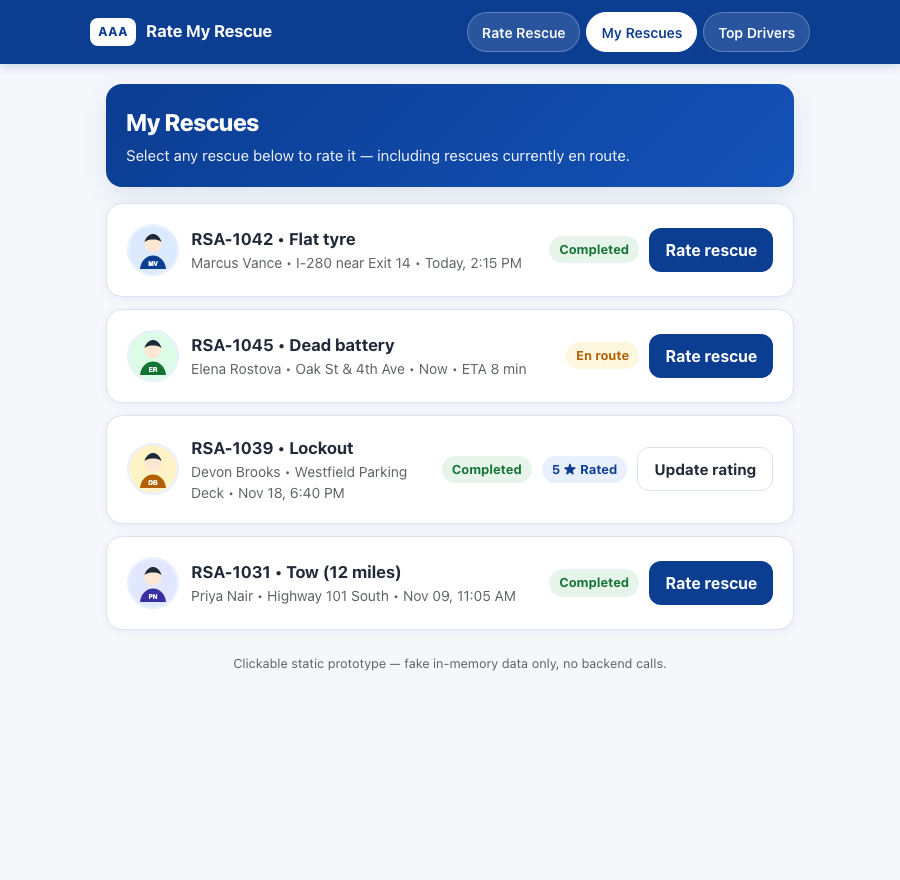 AAA Rate My Rescue Rate Rescue My Rescues Top Drivers
My Rescues
Select any rescue below to rate it — including rescues currently en route.
MV
RSA-1042 • Flat tyre
Marcus Vance • I-280 near Exit 14 • Today, 2:15 PM
Completed
Rate rescue
ER
RSA-1045 • Dead battery
Elena Rostova • Oak St & 4th Ave • Now • ETA 8 min
En route
Rate rescue
DB
RSA-1039 • Lockout
Devon Brooks • Westfield Parking
Deck • Nov 18, 6:40 PM
Completed
5 ★ Rated
Update rating
PN
RSA-1031 • Tow (12 miles)
Priya Nair • Highway 101 South • Nov 09, 11:05 AM
Completed
Rate rescue
Clickable static prototype — fake in-memory data only, no backend calls.